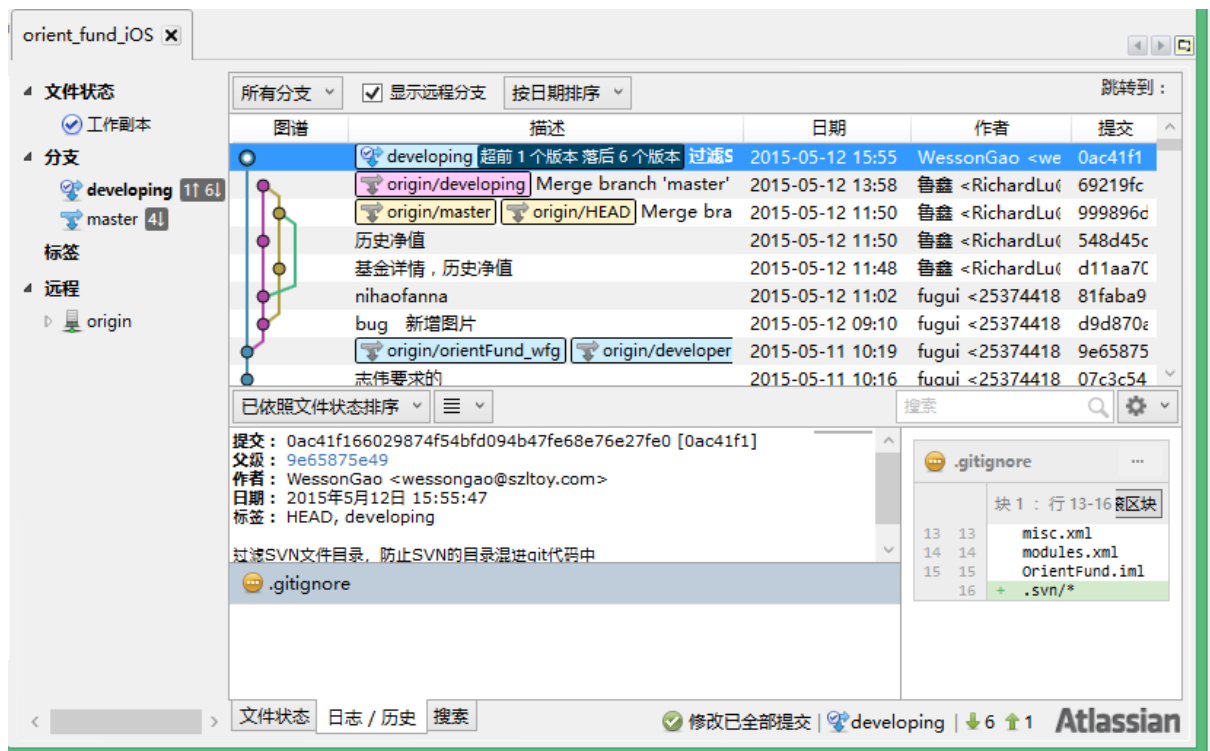 orient_fund_iOS
文件状态
工作副本
分支
developing 1↑ 6↓
master 4↓
标签
远程
origin
所有分支 显示远程分支 按日期排序 跳转到：
图谱 描述 日期 作者 提交
developing 超前 1 个版本 落后 6 个版本 过滤S 2015-05-12 15:55 WessonGao <we 0ac41f1
origin/developing Merge branch 'master' 2015-05-12 13:58 鲁鑫 <RichardLu 69219fc
origin/master origin/HEAD Merge bra 2015-05-12 11:50 鲁鑫 <RichardLu 999896d
历史净值 2015-05-12 11:50 鲁鑫 <RichardLu 548d45c
基金详情，历史净值 2015-05-12 11:48 鲁鑫 <RichardLu d11aa70
nihaofanna 2015-05-12 11:02 fugui <25374418 81faba9
bug 新增图片 2015-05-12 09:10 fugui <25374418 d9d870a
origin/orientFund_wfg origin/developer 2015-05-11 10:19 fugui <25374418 9e65875
志伟要求的 2015-05-11 10:16 fugui <25374418 07c3c54
已依照文件状态排序 搜索
提交： 0ac41f166029874f54bfd094b47fe68e76e27fe0 [0ac41f1]
父级： 9e65875e49
作者： WessonGao <wessongao@szltoy.com>
日期： 2015年5月12日 15:55:47
标签： HEAD, developing
过滤SVN文件目录，防止SVN的目录混进git代码中
.gitignore
.gitignore ...
块 1 ：行 13-16 区块
13 13 misc.xml
14 14 modules.xml
15 15 OrientFund.iml
16 + .svn/*
文件状态 日志 / 历史 搜索
修改已全部提交 | developing | 6 1 Atlassian